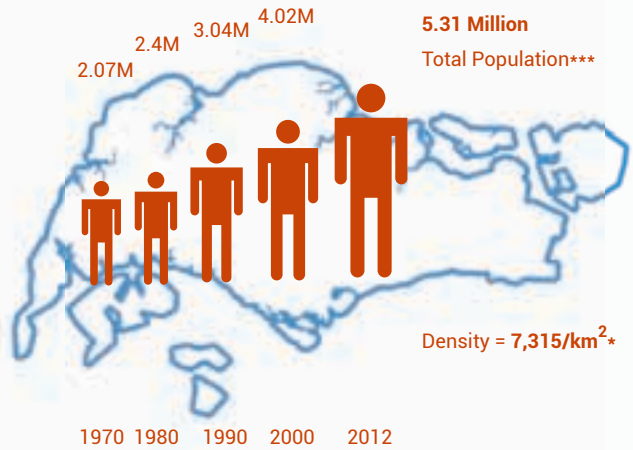 4.02M
3.04M
2.4M
2.07M
5.31 Million
Total Population***
Density = 7,315/km²*
1970 1980 1990 2000 2012